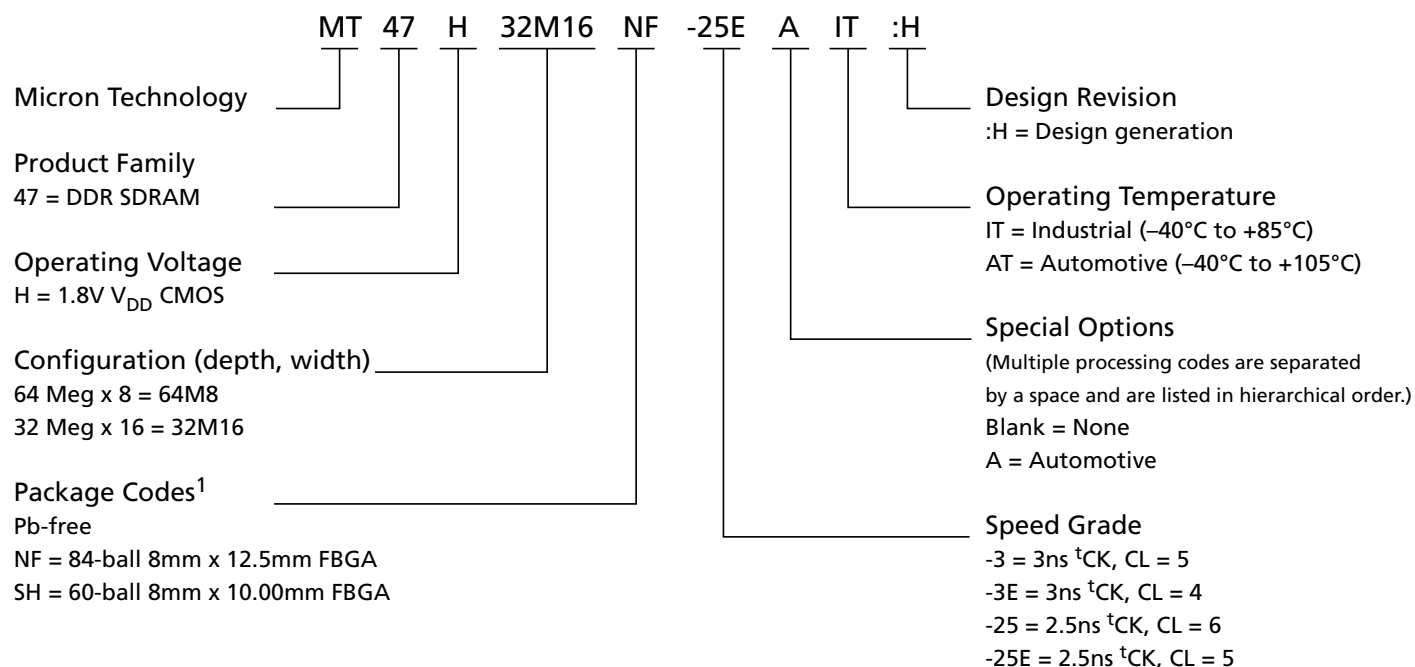 MT 47 H 32M16 NF -25E A IT :H
Micron Technology
Product Family
47 = DDR SDRAM
Operating Voltage
H = 1.8V VDD CMOS
Configuration (depth, width)
64 Meg x 8 = 64M8
32 Meg x 16 = 32M16
Package Codes1
Pb-free
NF = 84-ball 8mm x 12.5mm FBGA
SH = 60-ball 8mm x 10.00mm FBGA
Design Revision
:H = Design generation
Operating Temperature
IT = Industrial (–40°C to +85°C)
AT = Automotive (–40°C to +105°C)
Special Options
(Multiple processing codes are separated
by a space and are listed in hierarchical order.)
Blank = None
A = Automotive
Speed Grade
-3 = 3ns tCK, CL = 5
-3E = 3ns tCK, CL = 4
-25 = 2.5ns tCK, CL = 6
-25E = 2.5ns tCK, CL = 5